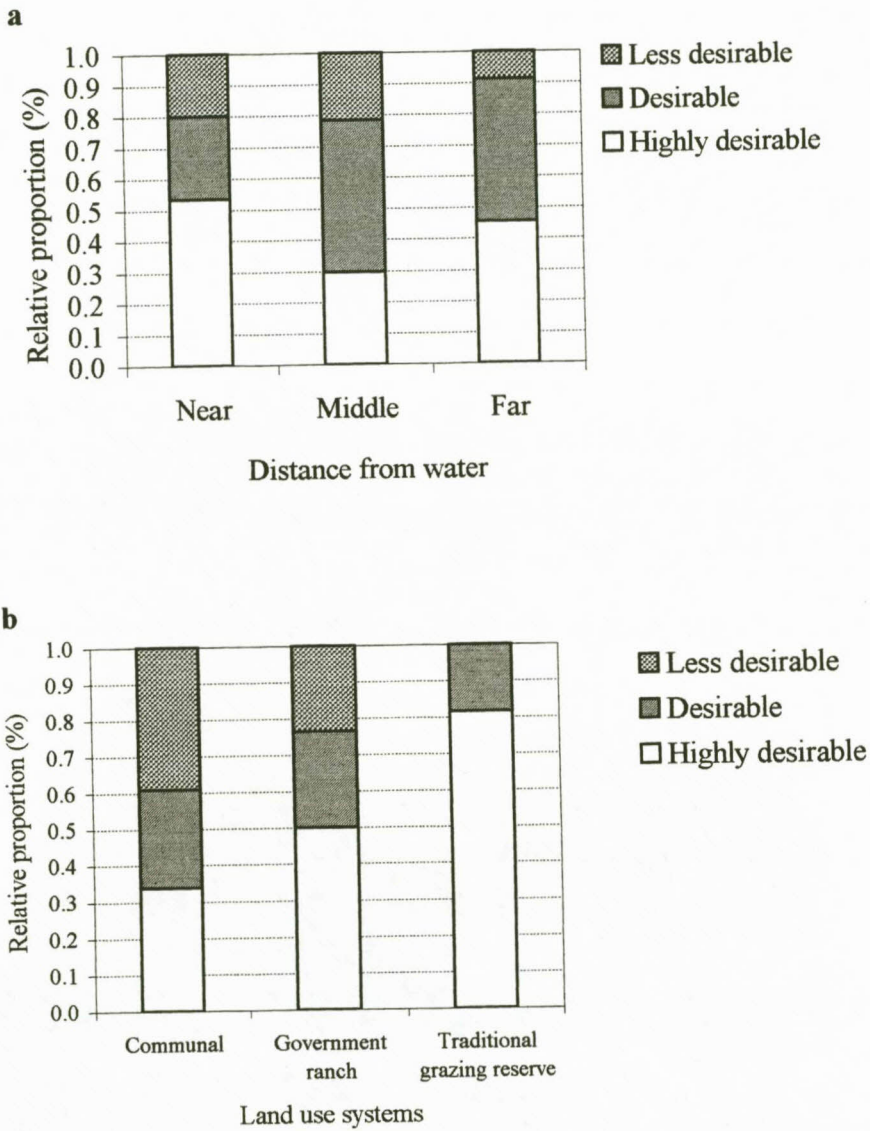 a
1.0
0.9
0.8
0.7
0.6
0.5
0.4
0.3
0.2
0.1
0.0
Relative proportion (%)
Near Middle Far
Distance from water
Less desirable
Desirable
Highly desirable
b
1.0
0.9
0.8
0.7
0.6
0.5
0.4
0.3
0.2
0.1
0.0
Relative proportion (%)
Communal Government Traditional
ranch grazing reserve
Land use systems
Less desirable
Desirable
Highly desirable